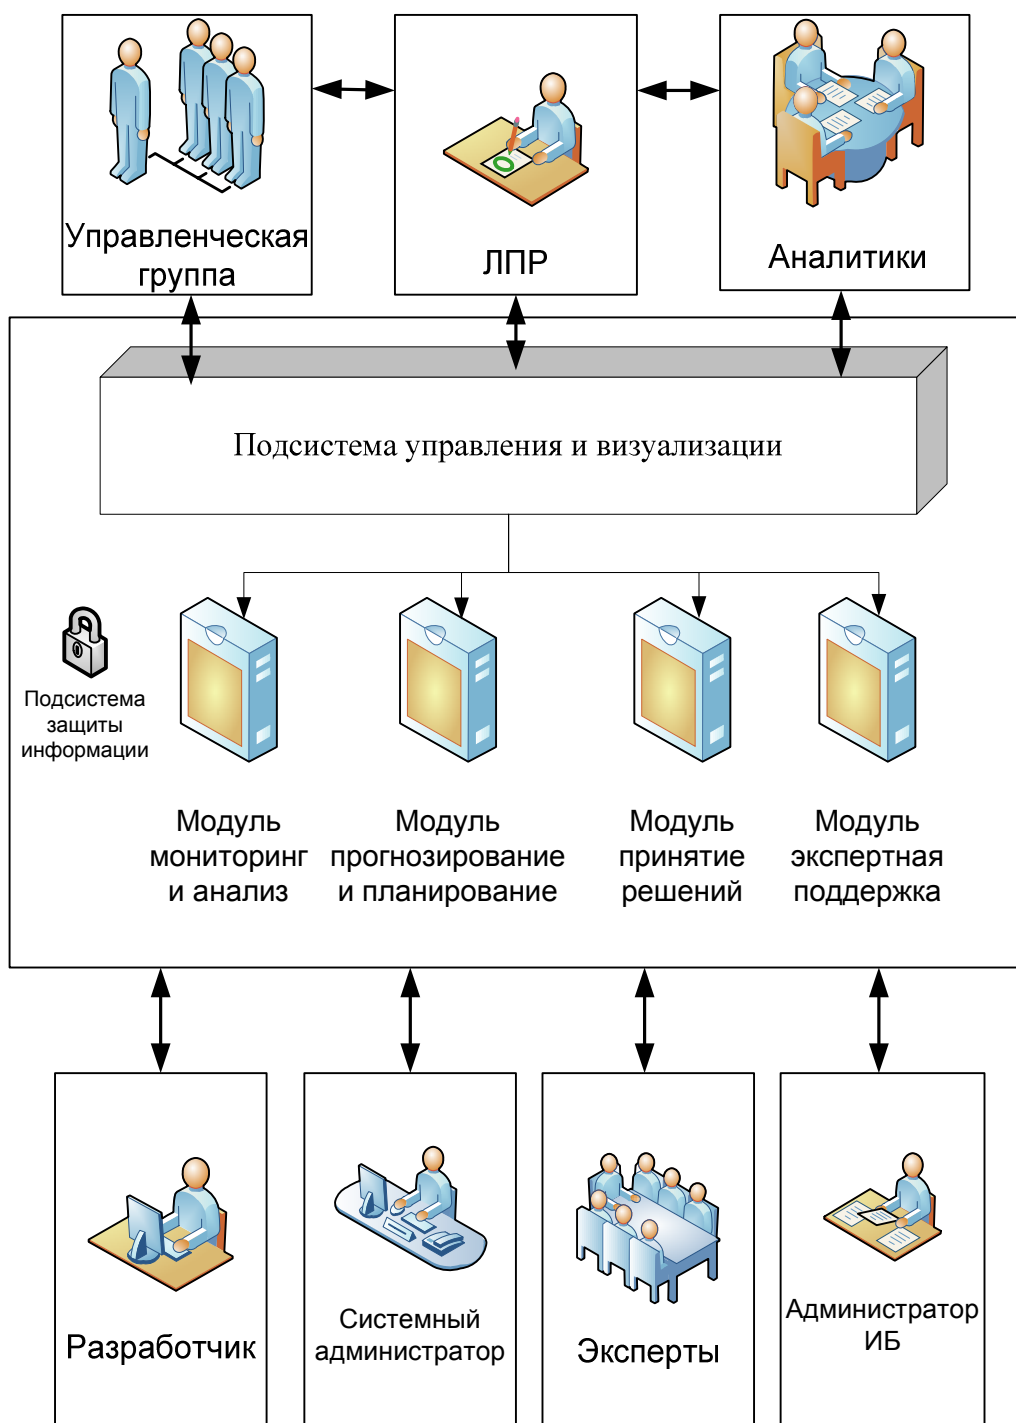 Управленческая
группа
ЛПР
Аналитики
Подсистема управления и визуализации
Подсистема
защиты
информации
Модуль
мониторинг
и анализ
Модуль
прогнозирование
и планирование
Модуль
принятие
решений
Модуль
экспертная
поддержка
Разработчик
Системный
администратор
Эксперты
Администратор
ИБ